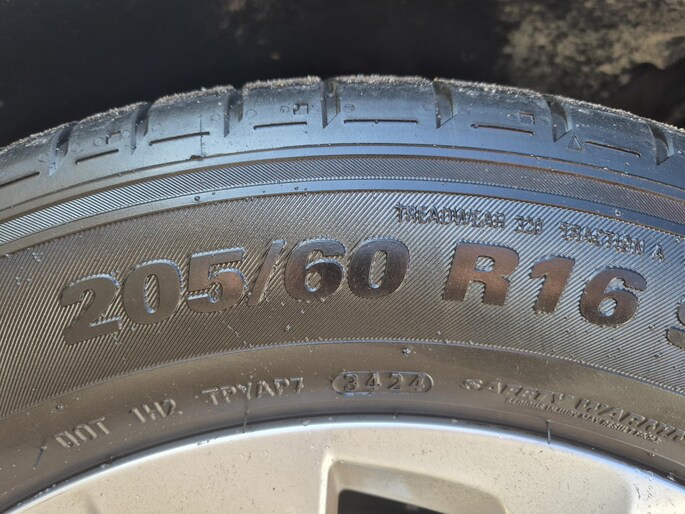 TREADWEAR 320 TRACTION A
205/60 R16
DOT 1H2 TPYAP7 3424 SAFETY WARNING